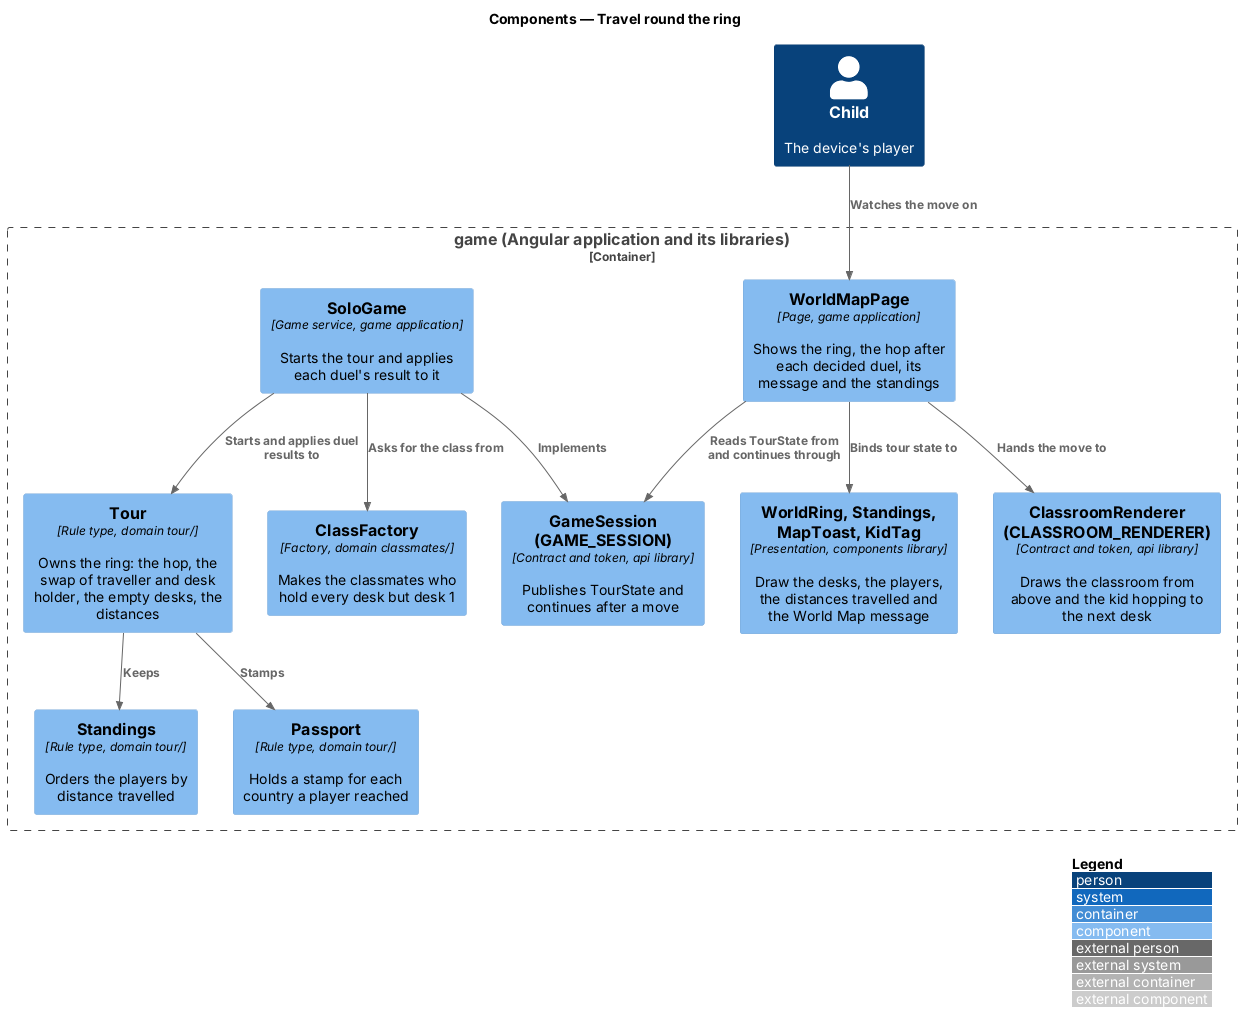 Components — Travel round the ring
Child
The device's player
Watches the move on
game (Angular application and its libraries)
[Container]
SoloGame
[Game service, game application]
Starts the tour and applies
each duel's result to it
WorldMapPage
[Page, game application]
Shows the ring, the hop after
each decided duel, its
message and the standings
Starts and applies duel
results to
Asks for the class from
Implements
Reads TourState from
and continues through
Binds tour state to
Hands the move to
Tour
[Rule type, domain tour/]
Owns the ring: the hop, the
swap of traveller and desk
holder, the empty desks, the
distances
ClassFactory
[Factory, domain classmates/]
Makes the classmates who
hold every desk but desk 1
GameSession
(GAME_SESSION)
[Contract and token, api library]
Publishes TourState and
continues after a move
WorldRing, Standings,
MapToast, KidTag
[Presentation, components library]
Draw the desks, the players,
the distances travelled and
the World Map message
ClassroomRenderer
(CLASSROOM_RENDERER)
[Contract and token, api library]
Draws the classroom from
above and the kid hopping to
the next desk
Keeps
Stamps
Standings
[Rule type, domain tour/]
Orders the players by
distance travelled
Passport
[Rule type, domain tour/]
Holds a stamp for each
country a player reached
Legend
person
system
container
component
external person
external system
external container
external component